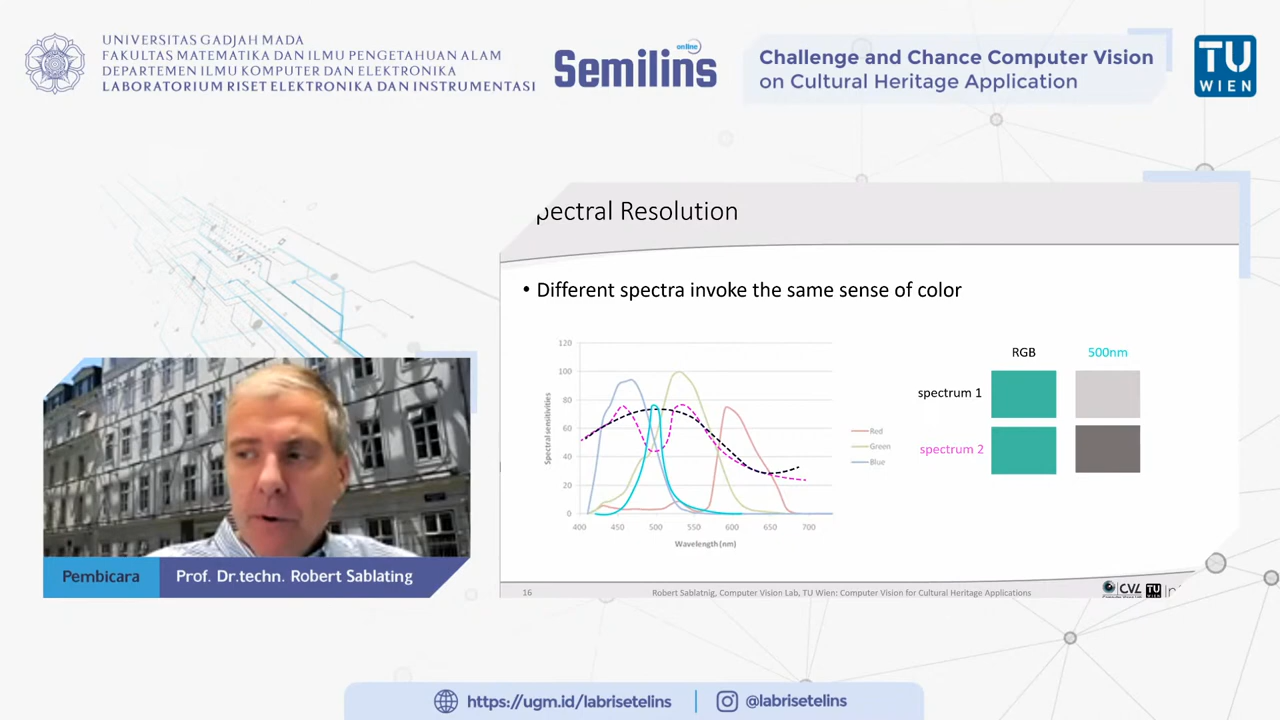 UNIVERSITAS GADJAH MADA
FAKULTAS MATEMATIKA DAN ILMU PENGETAHUAN ALAM
DEPARTEMEN ILMU KOMPUTER DAN ELEKTRONIKA
LABORATORIUM RISET ELEKTRONIKA DAN INSTRUMENTASI
online
Semilins
Challenge and Chance Computer Vision
on Cultural Heritage Application
TU
WIEN
pectral Resolution
• Different spectra invoke the same sense of color
120
100
80
60
40
20
0
Spectral sensitivities
400 450 500 550 600 650 700
Wavelength (nm)
Red
Green
Blue
RGB 500nm
spectrum 1
spectrum 2
Pembicara Prof. Dr.techn. Robert Sablating
16 Robert Sablatnig, Computer Vision Lab, TU Wien: Computer Vision for Cultural Heritage Applications
CVL TU
https://ugm.id/labrisetelins @labrisetelins